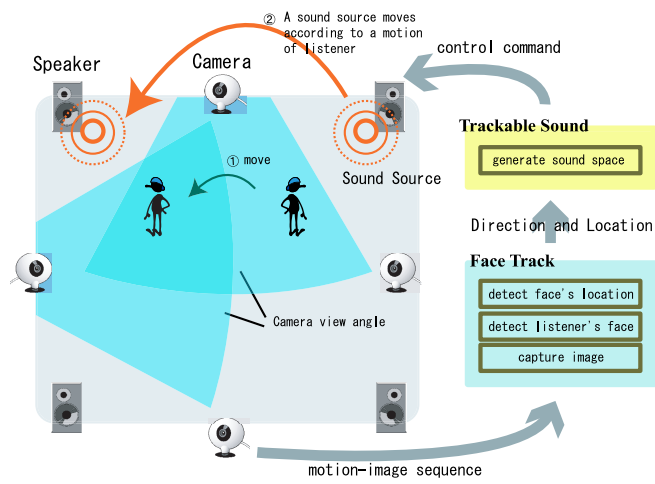 ② A sound source moves
according to a motion
of listener
Speaker
Camera
control command
Trackable Sound
generate sound space
① move
Sound Source
Direction and Location
Face Track
detect face's location
detect listener's face
capture image
Camera view angle
motion-image sequence